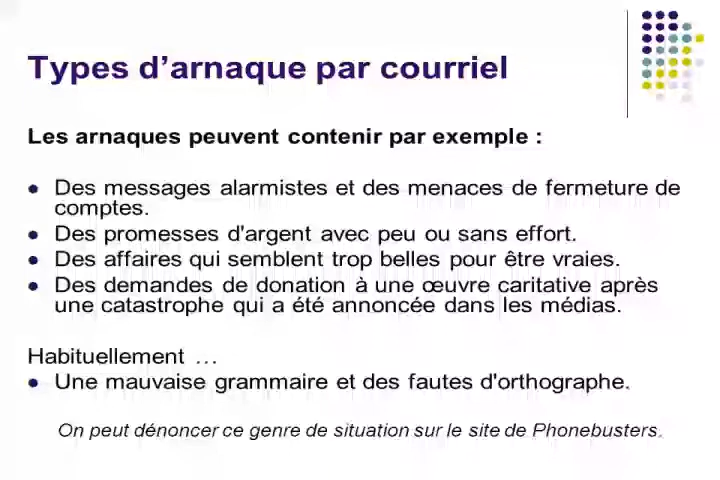 Types d’arnaque par courriel
Les arnaques peuvent contenir par exemple :
● Des messages alarmistes et des menaces de fermeture de
comptes.
● Des promesses d'argent avec peu ou sans effort.
● Des affaires qui semblent trop belles pour être vraies.
● Des demandes de donation à une œuvre caritative après
une catastrophe qui a été annoncée dans les médias.
Habituellement …
● Une mauvaise grammaire et des fautes d'orthographe.
On peut dénoncer ce genre de situation sur le site de Phonebusters.